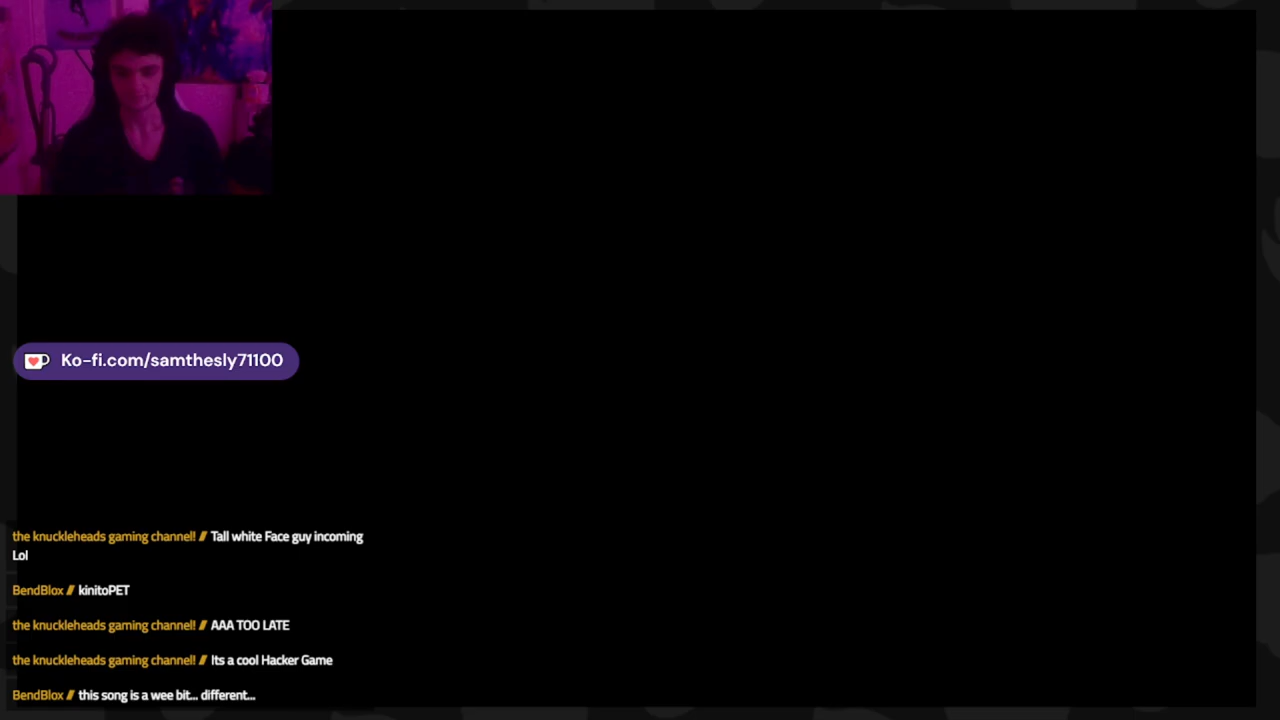 Ko-fi.com/samthesly71100
the knuckleheads gaming channel! // Tall white Face guy incoming
Lol
BendBlox // kinitoPET
the knuckleheads gaming channel! // AAA TOO LATE
the knuckleheads gaming channel! // Its a cool Hacker Game
BendBlox // this song is a wee bit... different...